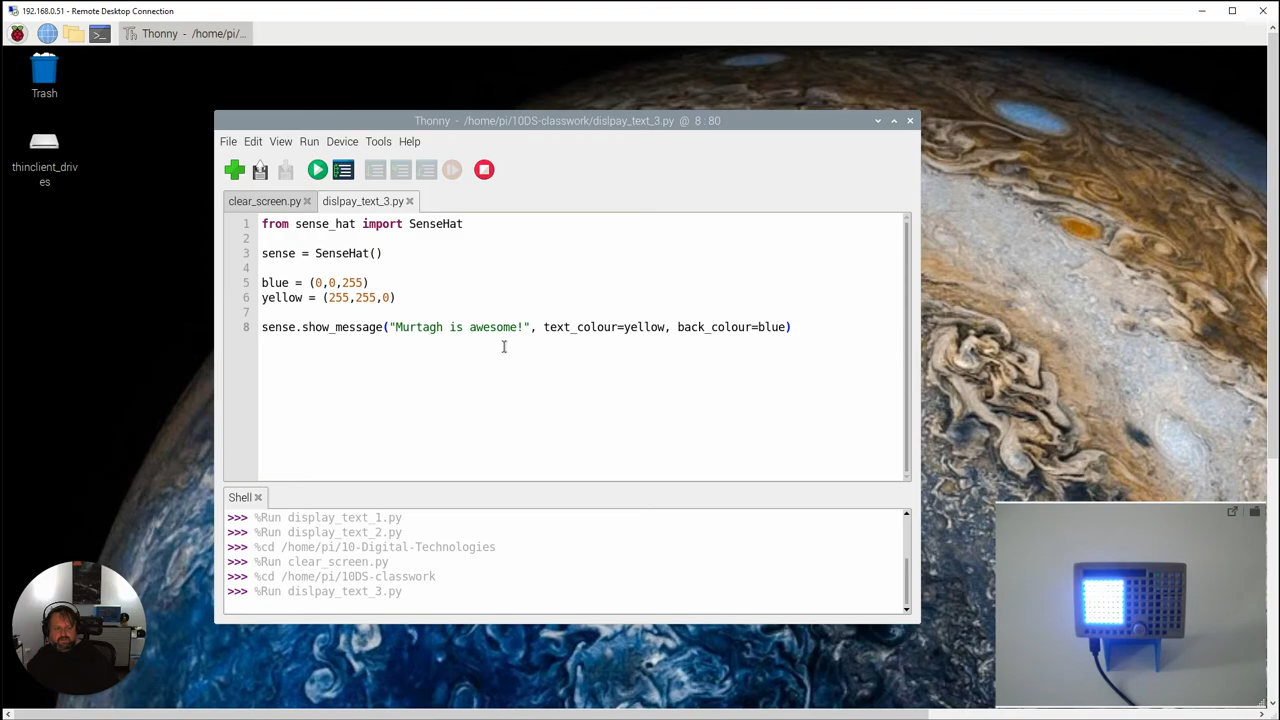 192.168.0.51 - Remote Desktop Connection
Thonny - /home/pi/...
Trash
thinclient_driv
es
Thonny - /home/pi/10DS-classwork/dislpay_text_3.py @ 8 : 80
File Edit View Run Device Tools Help
clear_screen.py dislpay_text_3.py
1 from sense_hat import SenseHat
2
3 sense = SenseHat()
4
5 blue = (0,0,255)
6 yellow = (255,255,0)
7
8 sense.show_message("Murtagh is awesome!", text_colour=yellow, back_colour=blue)
Shell
>>> %Run display_text_1.py
>>> %Run display_text_2.py
>>> %cd /home/pi/10-Digital-Technologies
>>> %Run clear_screen.py
>>> %cd /home/pi/10DS-classwork
>>> %Run dislpay_text_3.py